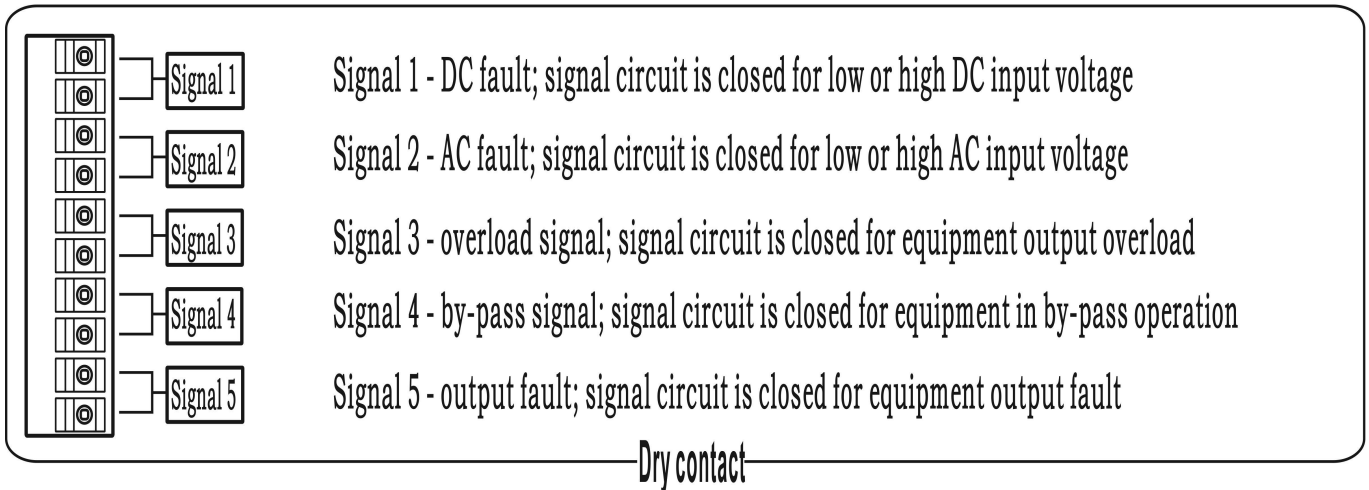 Signal 1 Signal 1 - DC fault; signal circuit is closed for low or high DC input voltage
Signal 2 Signal 2 - AC fault; signal circuit is closed for low or high AC input voltage
Signal 3 Signal 3 - overload signal; signal circuit is closed for equipment output overload
Signal 4 Signal 4 - by-pass signal; signal circuit is closed for equipment in by-pass operation
Signal 5 Signal 5 - output fault; signal circuit is closed for equipment output fault
Dry contact